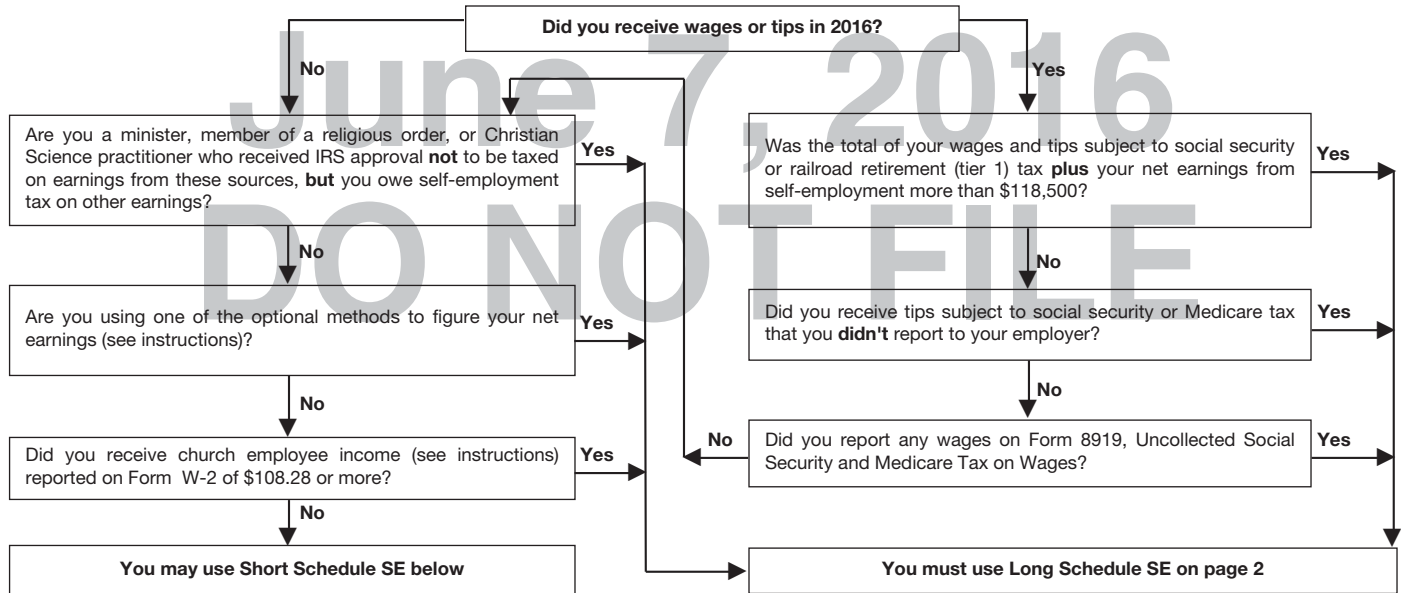 Did you receive wages or tips in 2016?
No
Yes
Are you a minister, member of a religious order, or Christian
Science practitioner who received IRS approval not to be taxed
on earnings from these sources, but you owe self-employment
tax on other earnings?
Yes
Was the total of your wages and tips subject to social security
or railroad retirement (tier 1) tax plus your net earnings from
self-employment more than $118,500?
Yes
No
No
Are you using one of the optional methods to figure your net
earnings (see instructions)?
Yes
Did you receive tips subject to social security or Medicare tax
that you didn't report to your employer?
Yes
No
No
Did you receive church employee income (see instructions)
reported on Form W-2 of $108.28 or more?
Yes
No
Did you report any wages on Form 8919, Uncollected Social
Security and Medicare Tax on Wages?
Yes
No
You may use Short Schedule SE below
You must use Long Schedule SE on page 2
June 7, 2016
DO NOT FILE